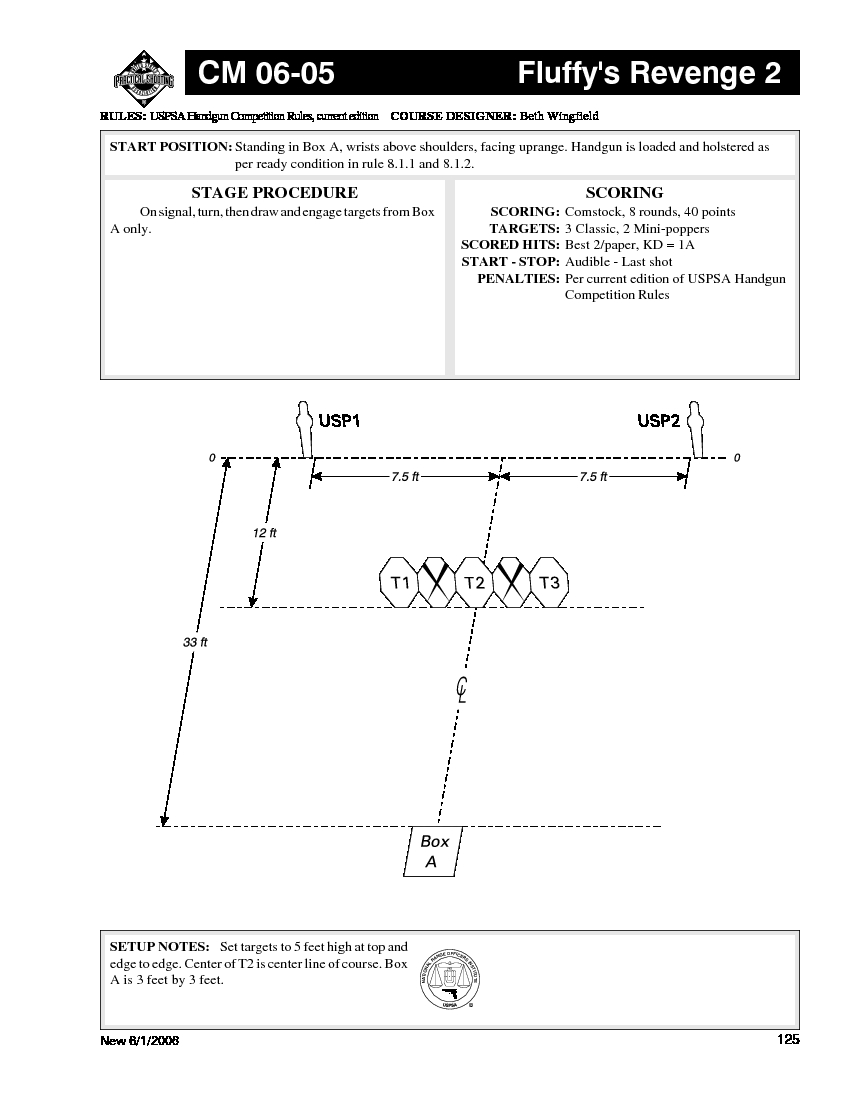 CM 06-05 Fluffy's Revenge 2
PRACTICAL SHOOTING
RULES: USPSA Handgun Competition Rules, current edition COURSE DESIGNER: Beth Wingfield
START POSITION: Standing in Box A, wrists above shoulders, facing uprange. Handgun is loaded and holstered as
per ready condition in rule 8.1.1 and 8.1.2.
STAGE PROCEDURE
On signal, turn, then draw and engage targets from Box
A only.
SCORING
SCORING: Comstock, 8 rounds, 40 points
TARGETS: 3 Classic, 2 Mini-poppers
SCORED HITS: Best 2/paper, KD = 1A
START - STOP: Audible - Last shot
PENALTIES: Per current edition of USPSA Handgun
Competition Rules
USP1 USP2
0 0
7.5 ft 7.5 ft
12 ft
T1 T2 T3
33 ft
CL
Box
A
SETUP NOTES: Set targets to 5 feet high at top and
edge to edge. Center of T2 is center line of course. Box
A is 3 feet by 3 feet.
NATIONAL RANGE OFFICERS INSTITUTE
USPSA
New 6/1/2006 125